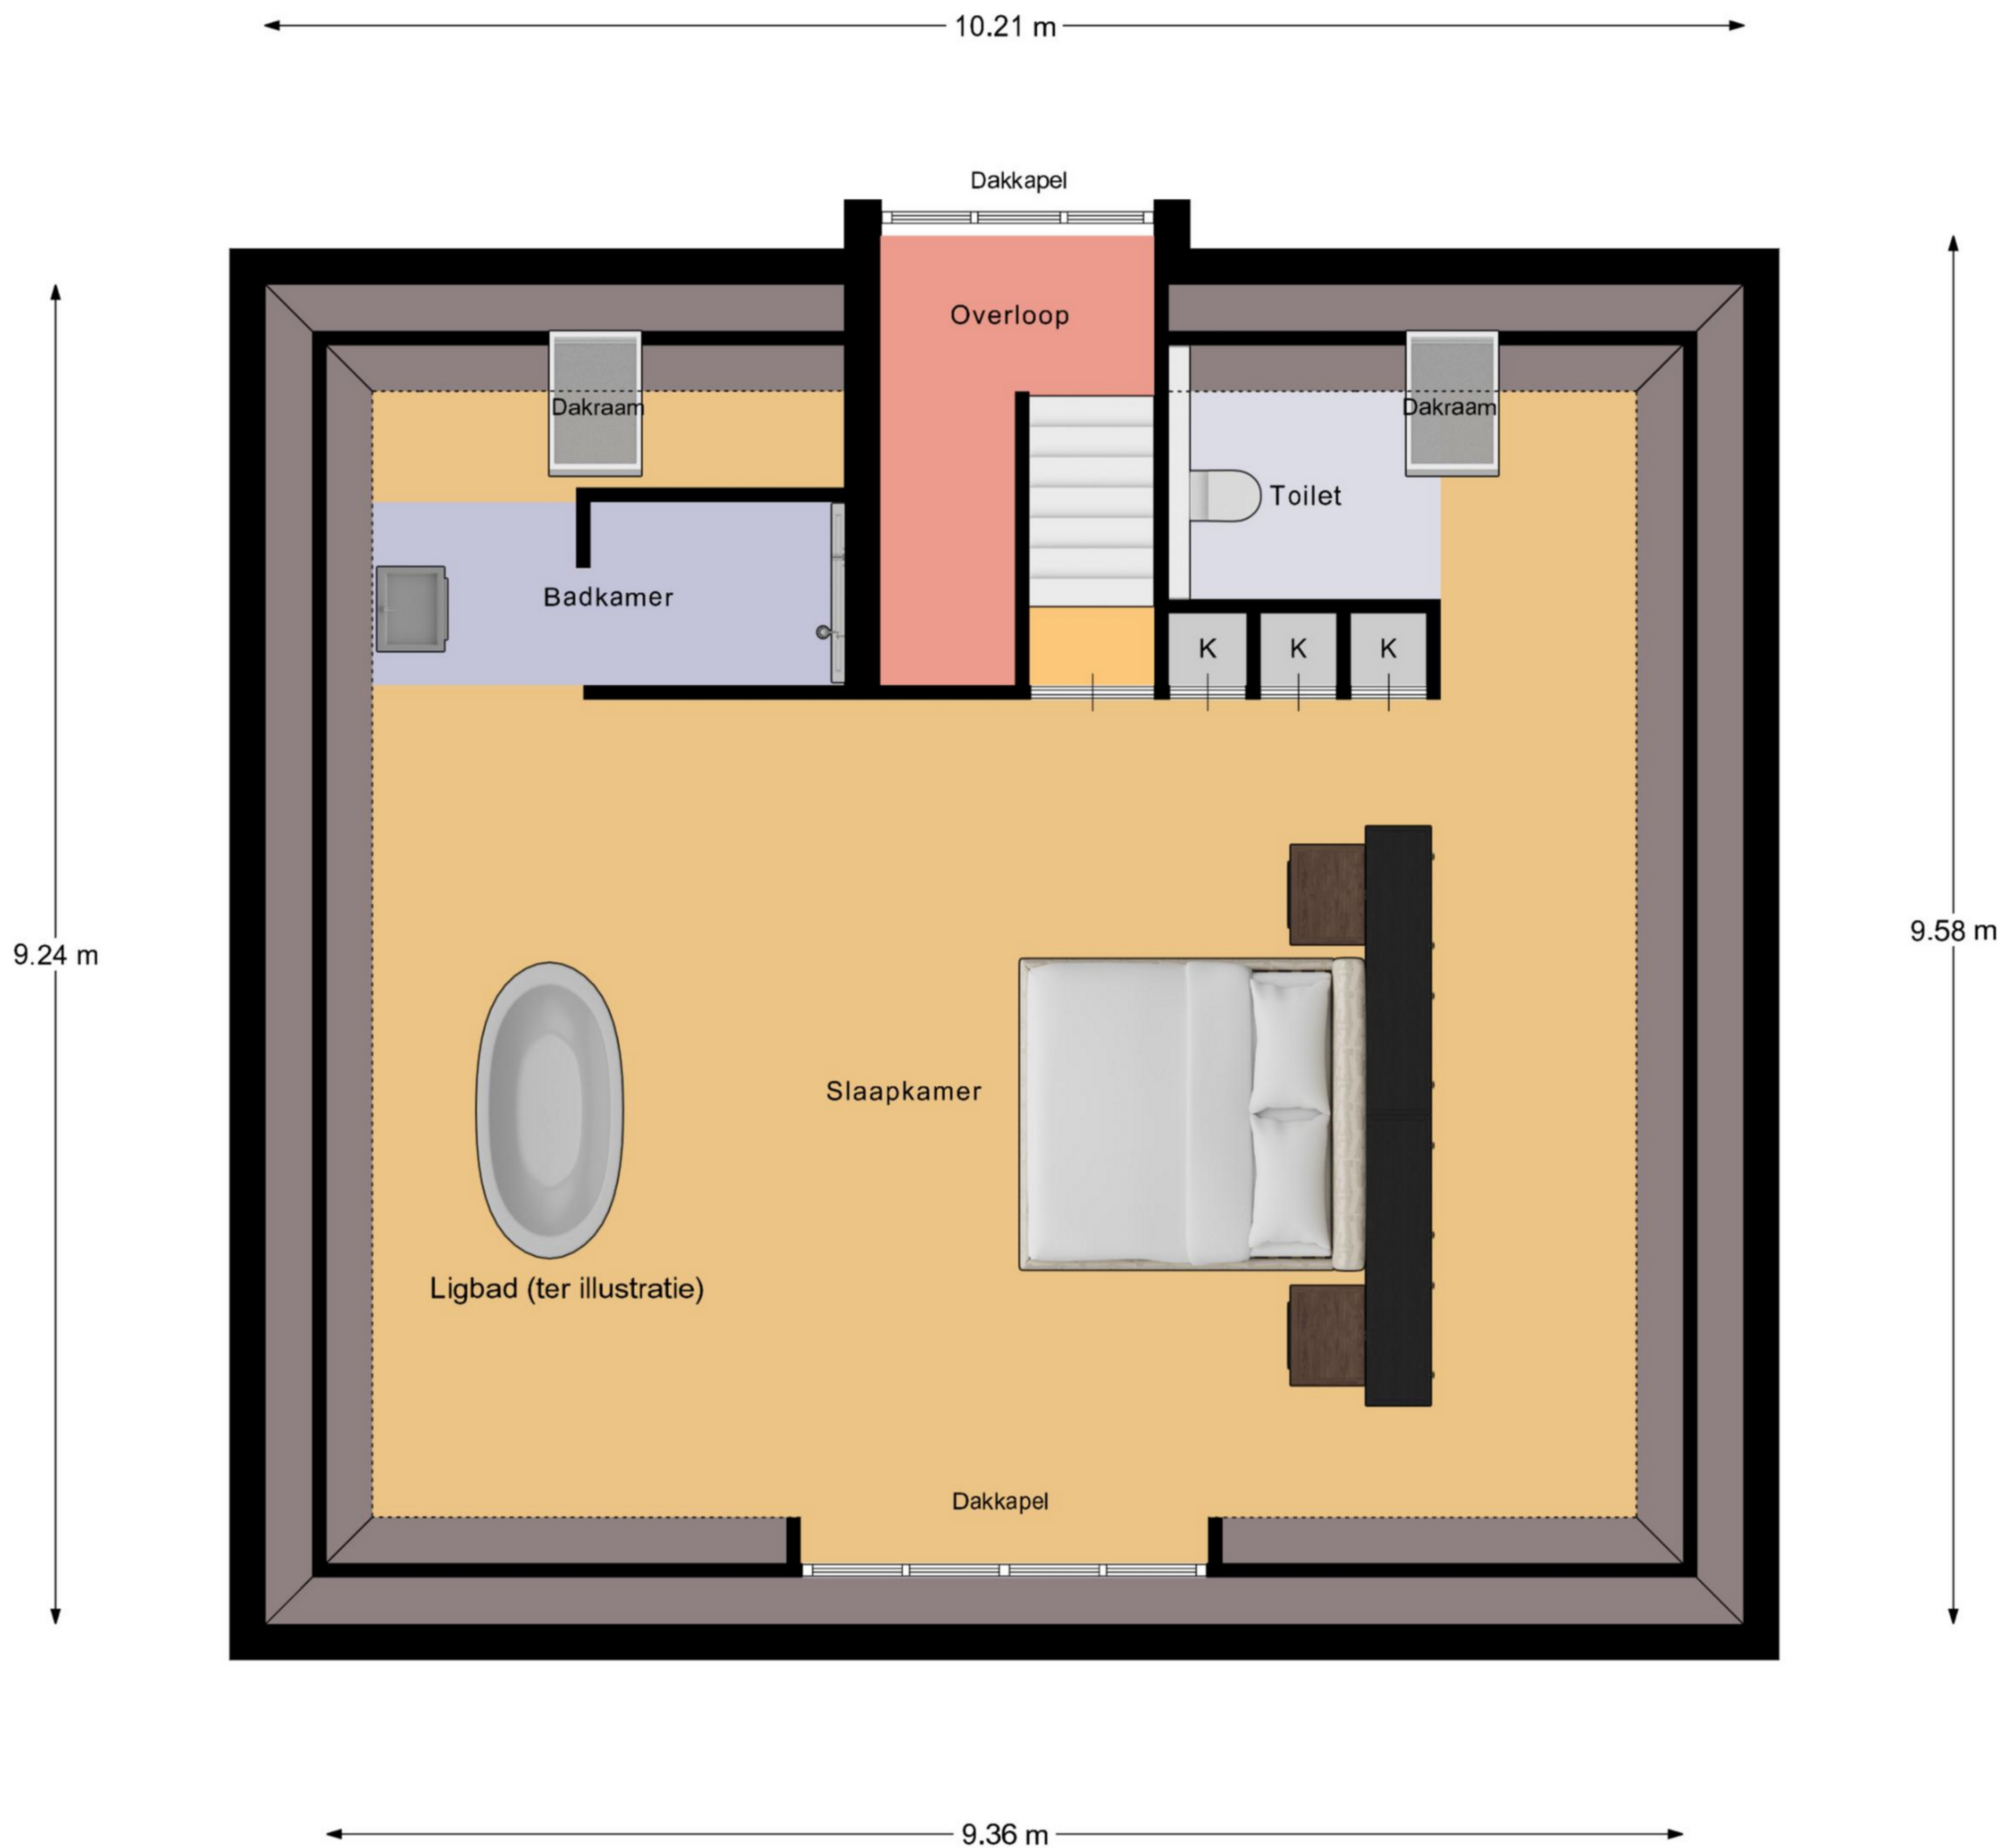 10.21 m
Dakkapel
Overloop
Dakraam
Dakraam
Toilet
Badkamer
K K K
9.24 m
9.58 m
Slaapkamer
Ligbad (ter illustratie)
Dakkapel
9.36 m